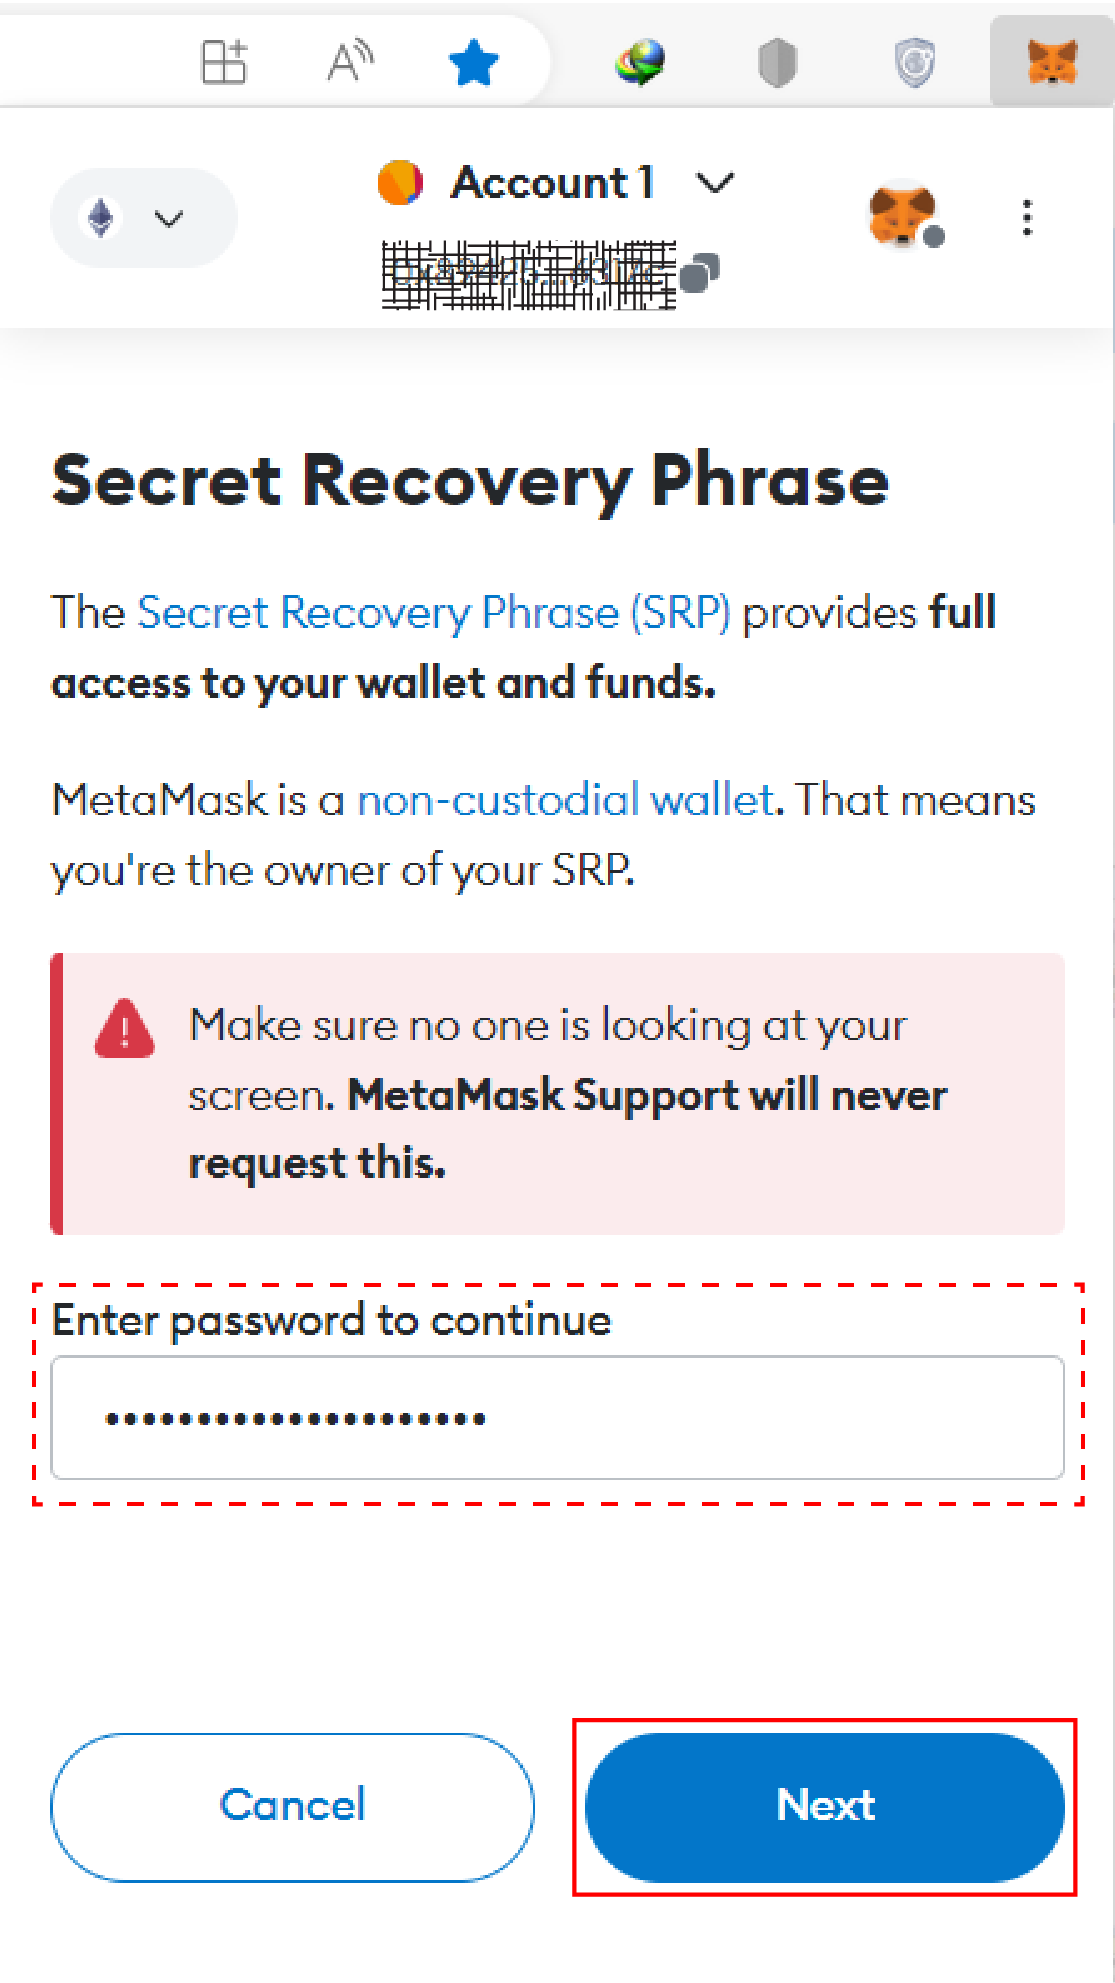 Account 1
Secret Recovery Phrase
The Secret Recovery Phrase (SRP) provides full
access to your wallet and funds.
MetaMask is a non-custodial wallet. That means
you're the owner of your SRP.
Make sure no one is looking at your
screen. MetaMask Support will never
request this.
Enter password to continue
Cancel
Next